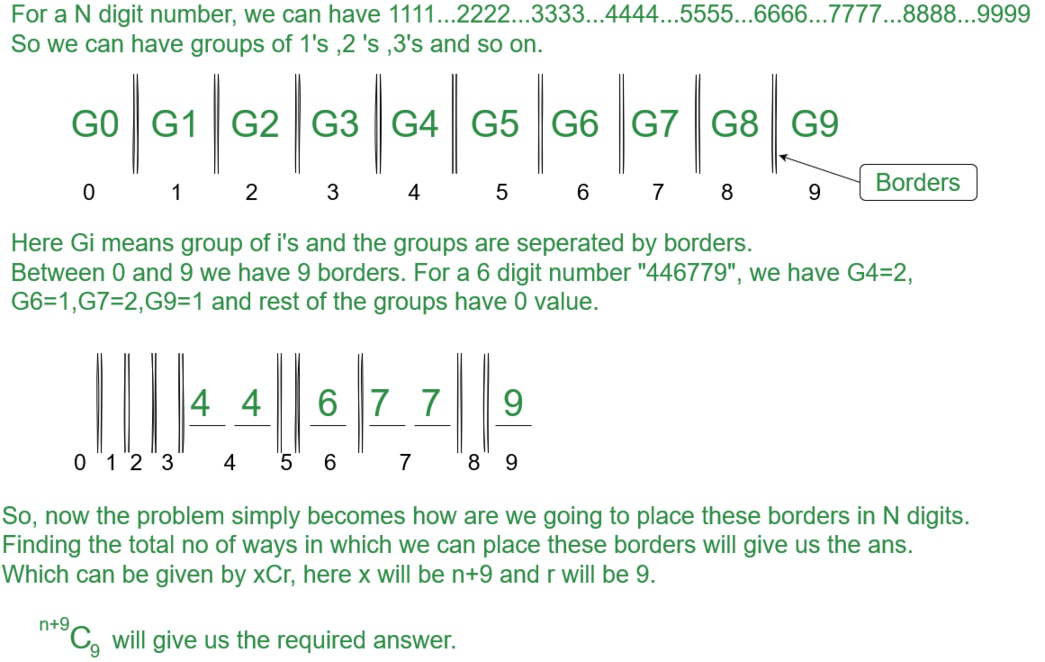 For a N digit number, we can have 1111...2222...3333...4444...5555...6666...7777...8888...9999
So we can have groups of 1's ,2 's ,3's and so on.
G0 G1 G2 G3 G4 G5 G6 G7 G8 G9
0 1 2 3 4 5 6 7 8 9
Borders
Here Gi means group of i's and the groups are seperated by borders.
Between 0 and 9 we have 9 borders. For a 6 digit number "446779", we have G4=2,
G6=1,G7=2,G9=1 and rest of the groups have 0 value.
4 4 6 7 7 9
0 1 2 3 4 5 6 7 8 9
So, now the problem simply becomes how are we going to place these borders in N digits.
Finding the total no of ways in which we can place these borders will give us the ans.
Which can be given by xCr, here x will be n+9 and r will be 9.
n+9C9 will give us the required answer.